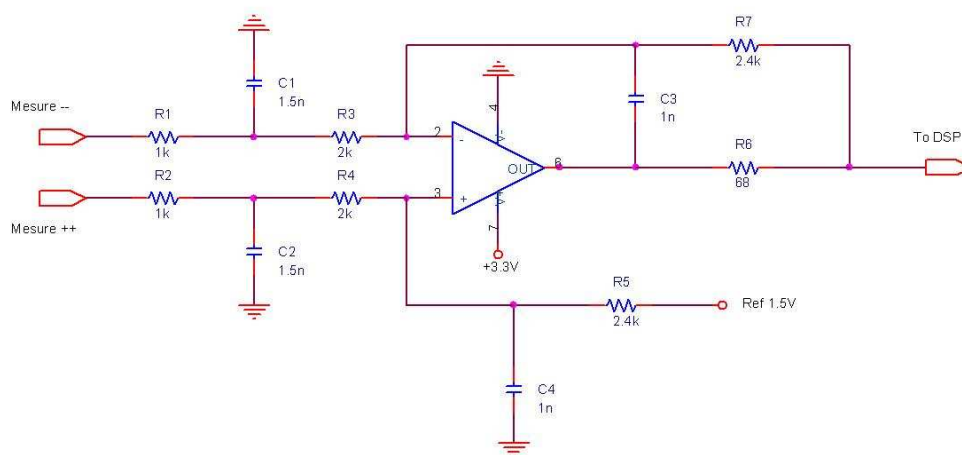 R7
2.4k
C1
1.5n
C3
1n
4
V-
Mesure --
R1
1k
R3
2k
2
-
To DSP
OUT
6
R6
68
R2
1k
R4
2k
3
+
V+
Mesure ++
7
C2
1.5n
+3.3V
R5
2.4k
Ref 1.5V
C4
1n